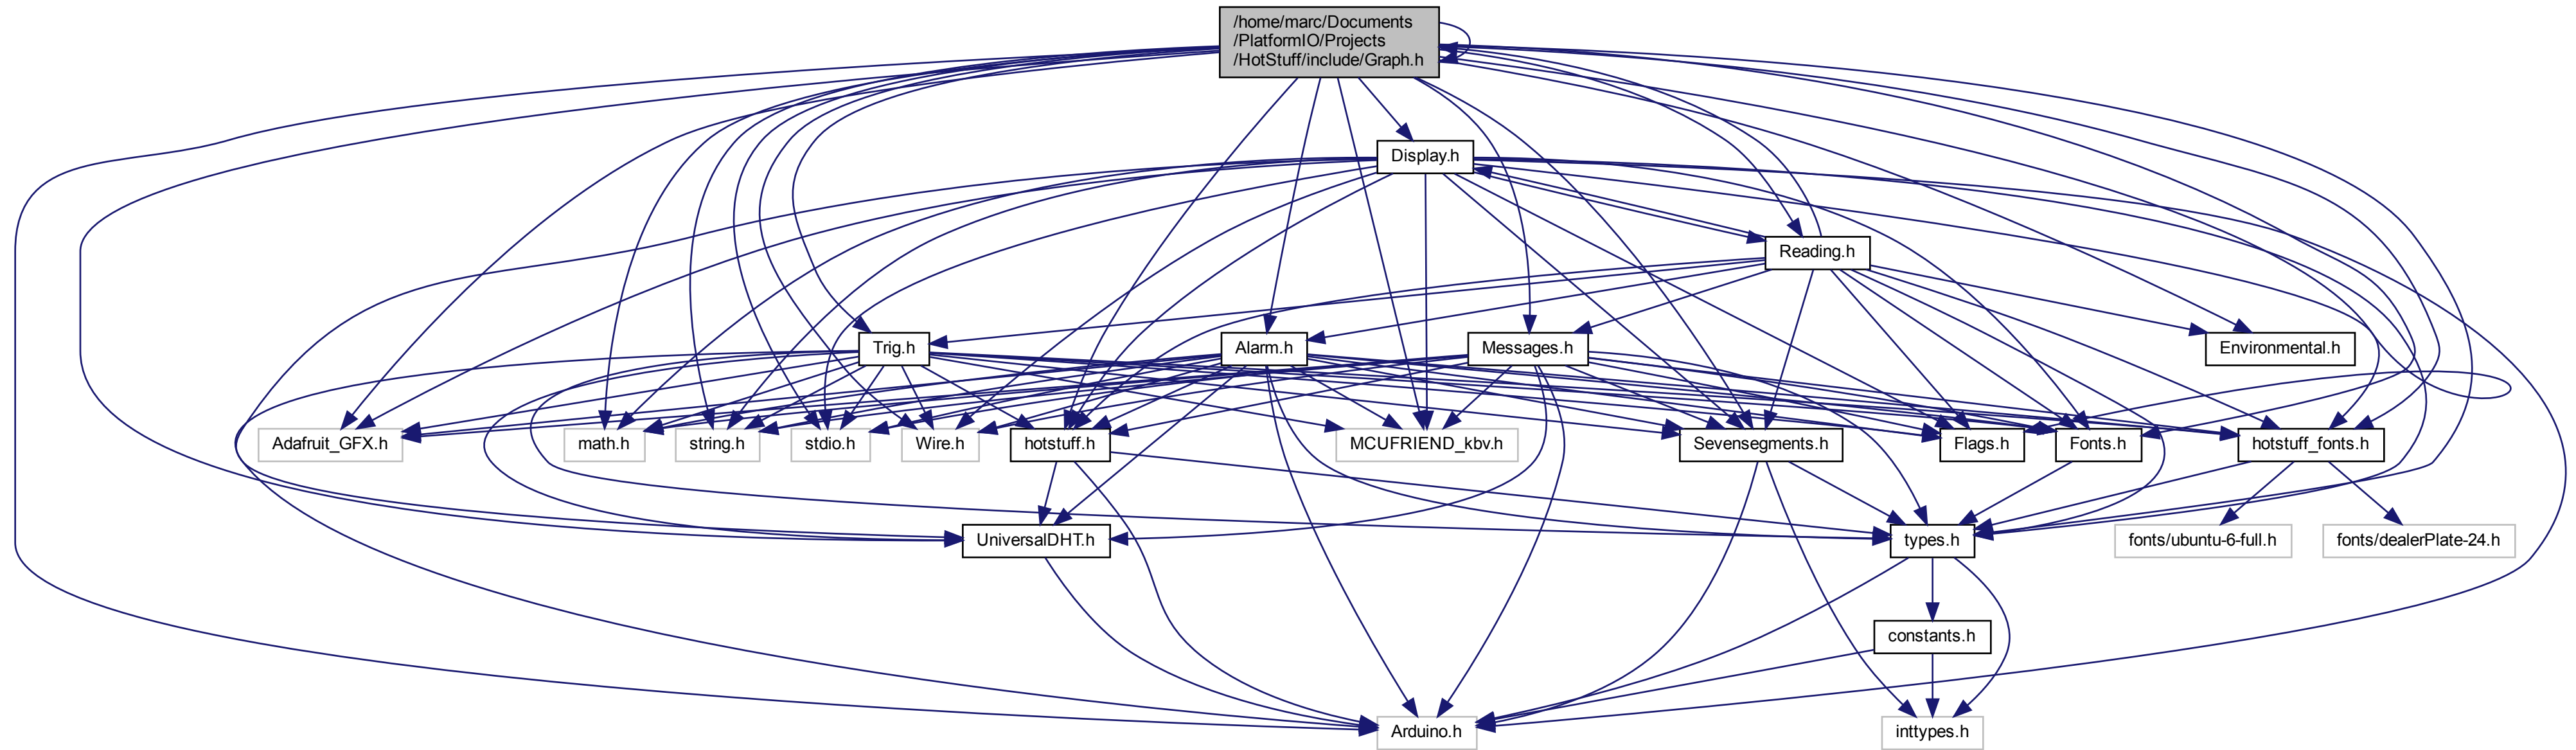 /home/marc/Documents
/PlatformIO/Projects
/HotStuff/include/Graph.h
Display.h
Reading.h
Trig.h
Alarm.h
Messages.h
Environmental.h
Adafruit_GFX.h
math.h
string.h
stdio.h
Wire.h
hotstuff.h
MCUFRIEND_kbv.h
Sevensegments.h
Flags.h
Fonts.h
hotstuff_fonts.h
UniversalDHT.h
types.h
fonts/ubuntu-6-full.h
fonts/dealerPlate-24.h
constants.h
Arduino.h
inttypes.h